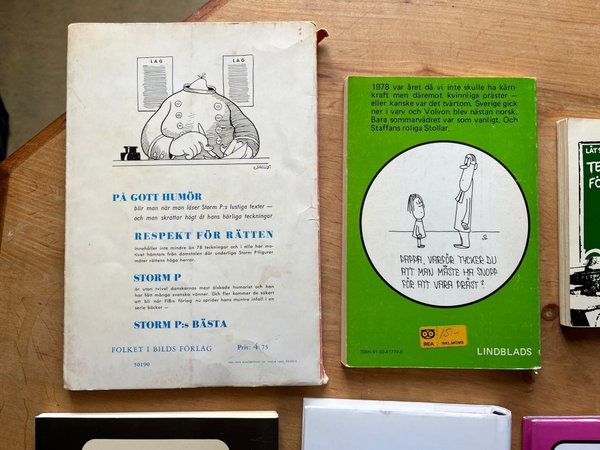 LAG
LAG
PÅ GOTT HUMÖR
blir man när man läser Storm P:s lustiga texter —
och man skrattar högt åt hans härliga teckningar
RESPEKT FÖR RÄTTEN
innehåller inte mindre än 78 teckningar och i alla har mo-
tivet hämtats från domstolen där underliga Storm P-figurer
möter rättens höga herrar.
STORM P
är utan tvivel danskarnas mest älskade humorist och han
har fått många svenska vänner. Och fler kommer de säkert
att bli när FIB:s förlag nu sprider hans muntra infall i en
serie böcker —
STORM P:s BÄSTA
FOLKET I BILDS FÖRLAG
Pris: 4:75
50190
1978 var året då vi inte skulle ha kärn-
kraft men däremot kvinnliga präster —
eller kanske var det tvärtom. Sverige gick
ner i varv och Volvon blev nästan norsk.
Bara sommarvädret var som vanligt. Och
Staffans roliga Stollar.
PAPPA, VARFÖR TYCKER DU
ATT MAN MÅSTE HA SNOPP
FÖR ATT VARA PRÄST?
15:-
REA
INKL.MOMS
LINDBLADS
LÄTS
TE
FÖ